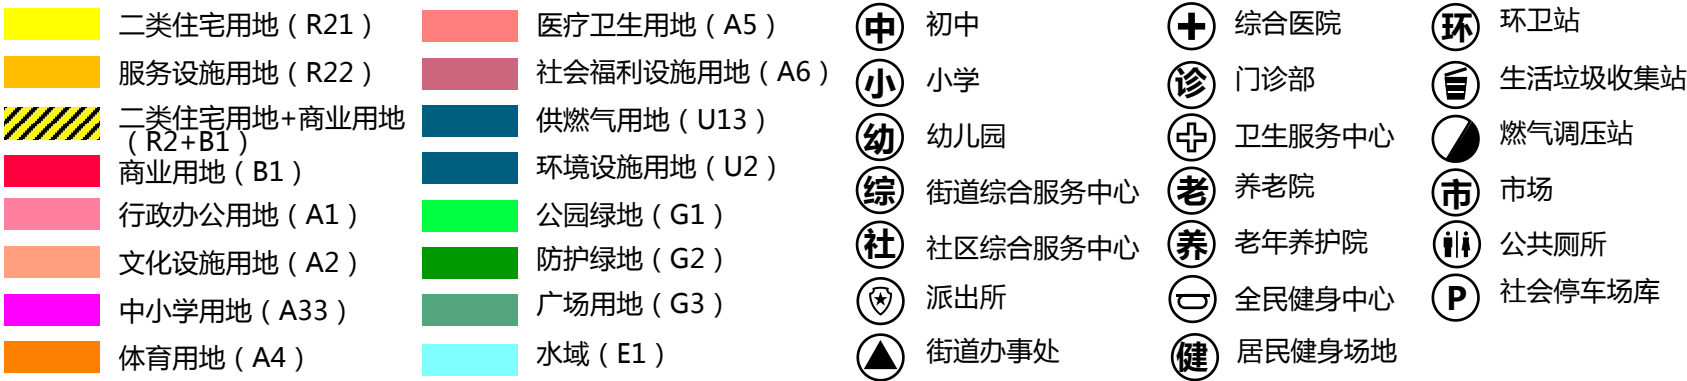 二类住宅用地（R21）
服务设施用地（R22）
二类住宅用地+商业用地
（R2+B1）
商业用地（B1）
行政办公用地（A1）
文化设施用地（A2）
中小学用地（A33）
体育用地（A4）
医疗卫生用地（A5）
社会福利设施用地（A6）
供燃气用地（U13）
环境设施用地（U2）
公园绿地（G1）
防护绿地（G2）
广场用地（G3）
水域（E1）
中 初中
小 小学
幼 幼儿园
综 街道综合服务中心
社 社区综合服务中心
派出所
街道办事处
综合医院
诊 门诊部
卫生服务中心
老 养老院
养 老年养护院
全民健身中心
健 居民健身场地
环 环卫站
生活垃圾收集站
燃气调压站
市 市场
公共厕所
P 社会停车场库